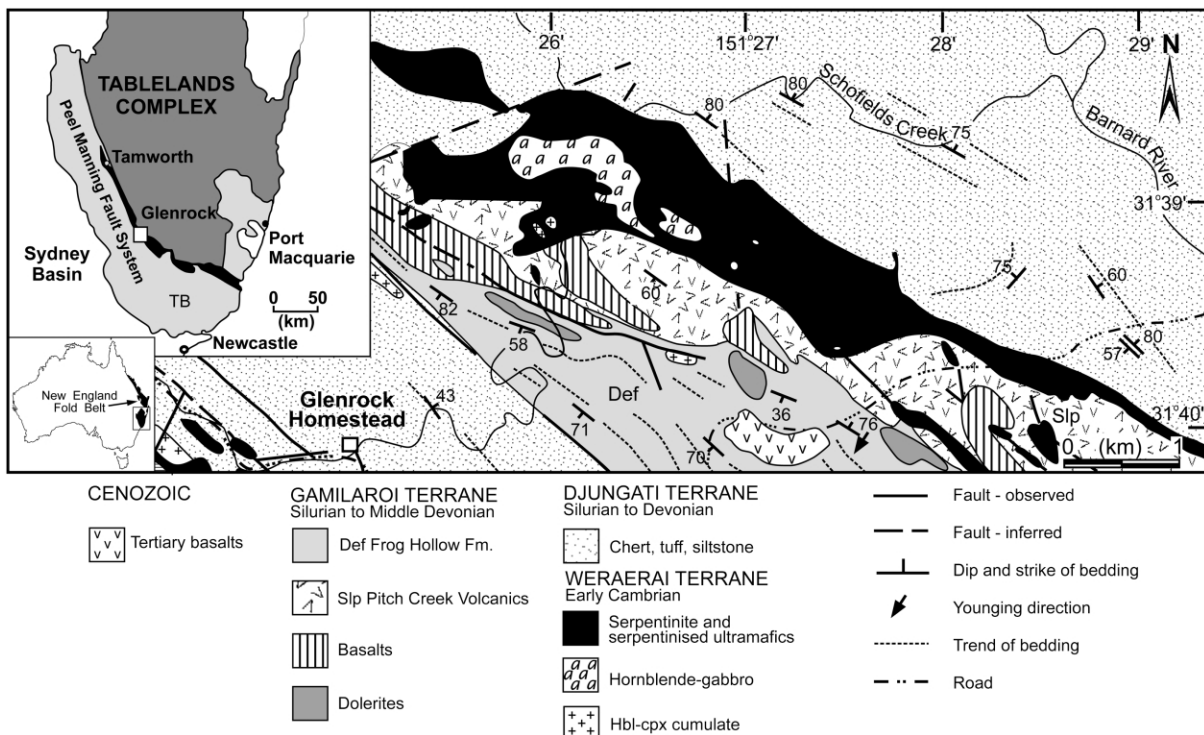 TABLELANDS
COMPLEX
Peel Manning Fault System
Tamworth
Glenrock
Sydney
Basin
Port
Macquarie
TB
0 50
(km)
Newcastle
New England
Fold Belt
26'
151°27'
28'
29'
N
80
80
Schofields Creek
75
Barnard River
31°39'
75
60
60
82
58
80
57
Def
Glenrock
Homestead
43
71
36
76
70
Slp
31°40'
0 (km) 1
CENOZOIC
Tertiary basalts
GAMILAROI TERRANE
Silurian to Middle Devonian
Def Frog Hollow Fm.
Slp Pitch Creek Volcanics
Basalts
Dolerites
DJUNGATI TERRANE
Silurian to Devonian
Chert, tuff, siltstone
WERAERAI TERRANE
Early Cambrian
Serpentinite and
serpentinised ultramafics
Hornblende-gabbro
Hbl-cpx cumulate
Fault - observed
Fault - inferred
Dip and strike of bedding
Younging direction
Trend of bedding
Road